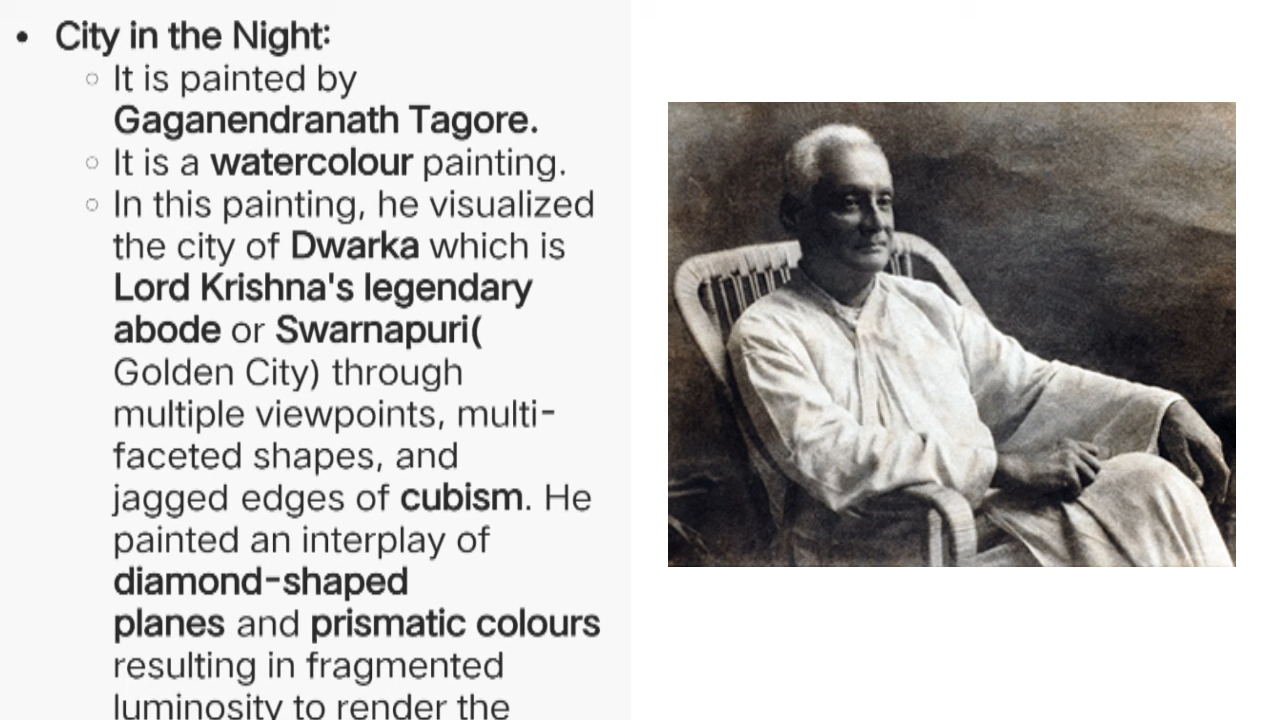 • City in the Night:
○ It is painted by
Gaganendranath Tagore.
○ It is a watercolour painting.
○ In this painting, he visualized
the city of Dwarka which is
Lord Krishna's legendary
abode or Swarnapuri(
Golden City) through
multiple viewpoints, multi-
faceted shapes, and
jagged edges of cubism. He
painted an interplay of
diamond-shaped
planes and prismatic colours
resulting in fragmented
luminosity to render the